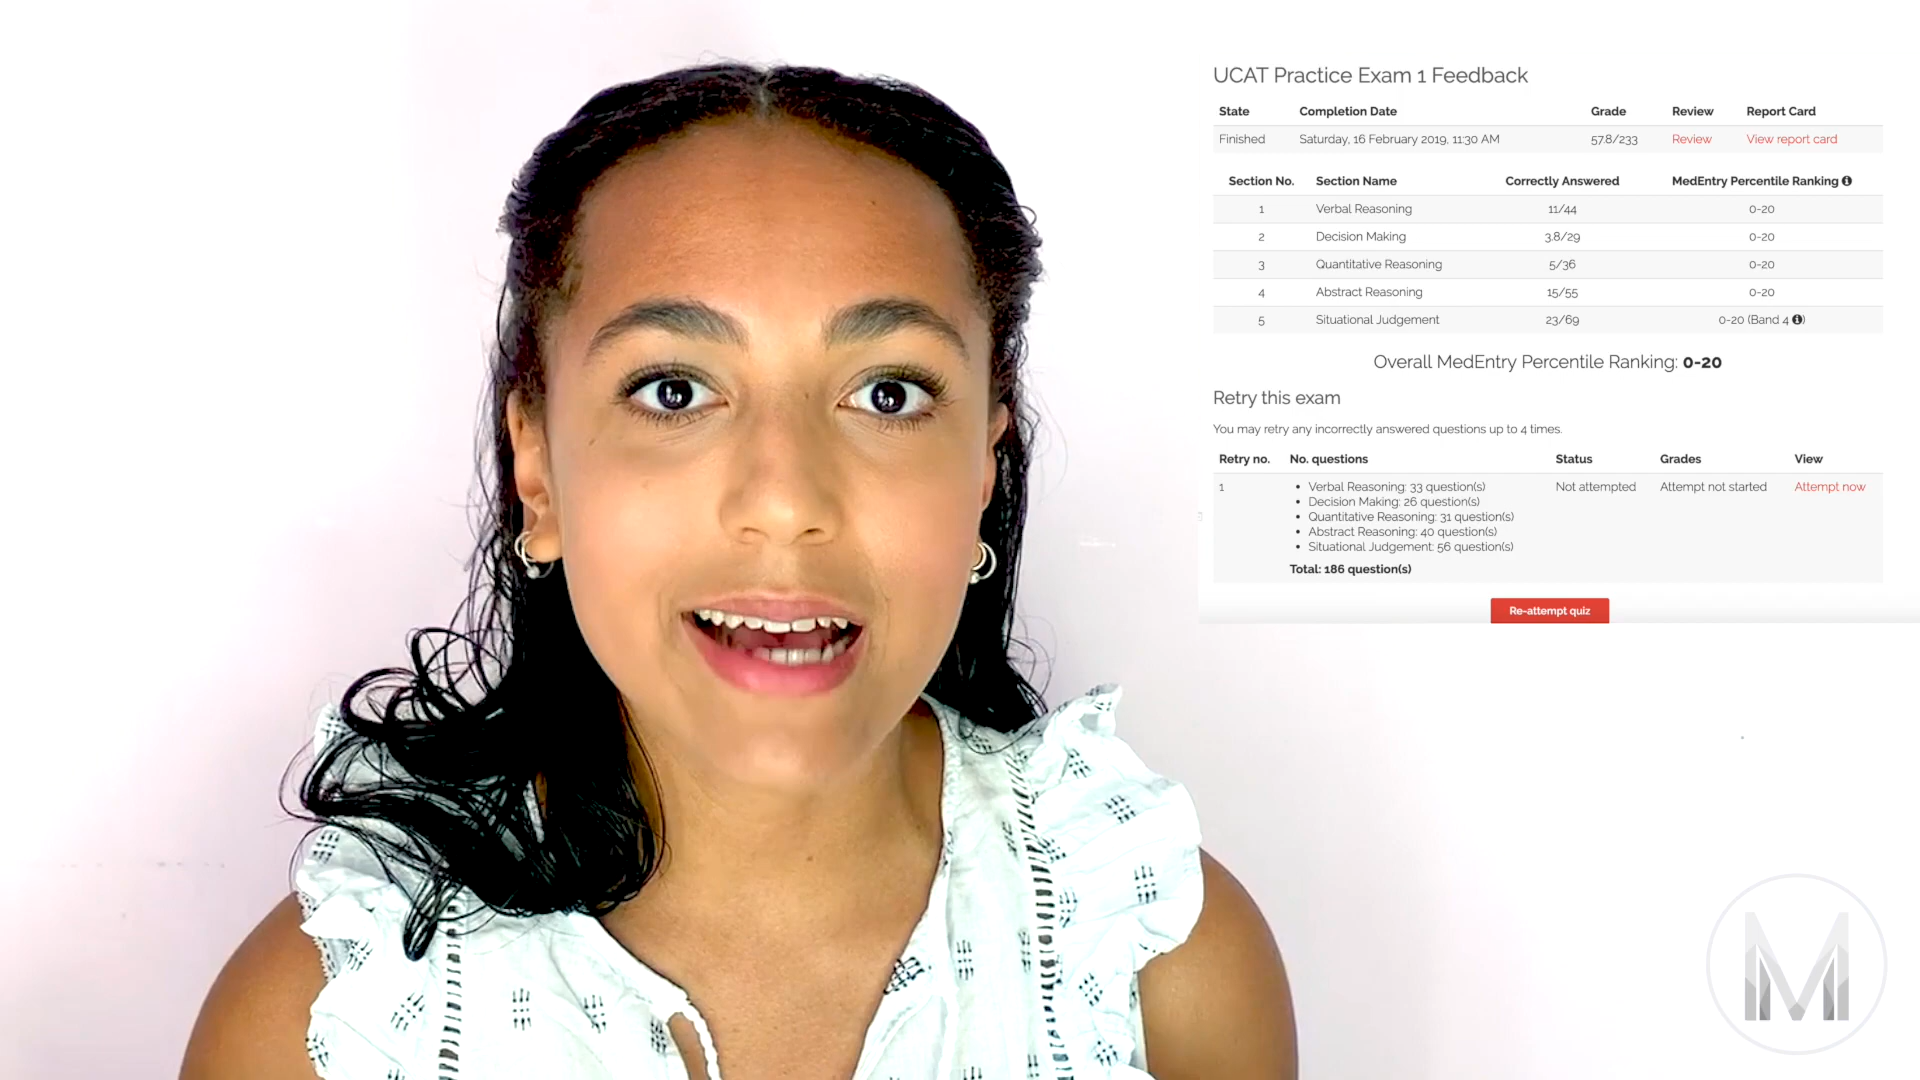 UCAT Practice Exam 1 Feedback
State Completion Date Grade Review Report Card
Finished Saturday, 16 February 2019, 11:30 AM 57.8/233 Review View report card
Section No. Section Name Correctly Answered MedEntry Percentile Ranking
1 Verbal Reasoning 11/44 0-20
2 Decision Making 3.8/29 0-20
3 Quantitative Reasoning 5/36 0-20
4 Abstract Reasoning 15/55 0-20
5 Situational Judgement 23/69 0-20 (Band 4 )
Overall MedEntry Percentile Ranking: 0-20
Retry this exam
You may retry any incorrectly answered questions up to 4 times.
Retry no. No. questions Status Grades View
1 • Verbal Reasoning: 33 question(s) Not attempted Attempt not started Attempt now
• Decision Making: 26 question(s)
• Quantitative Reasoning: 31 question(s)
• Abstract Reasoning: 40 question(s)
• Situational Judgement: 56 question(s)
Total: 186 question(s)
Re-attempt quiz
M